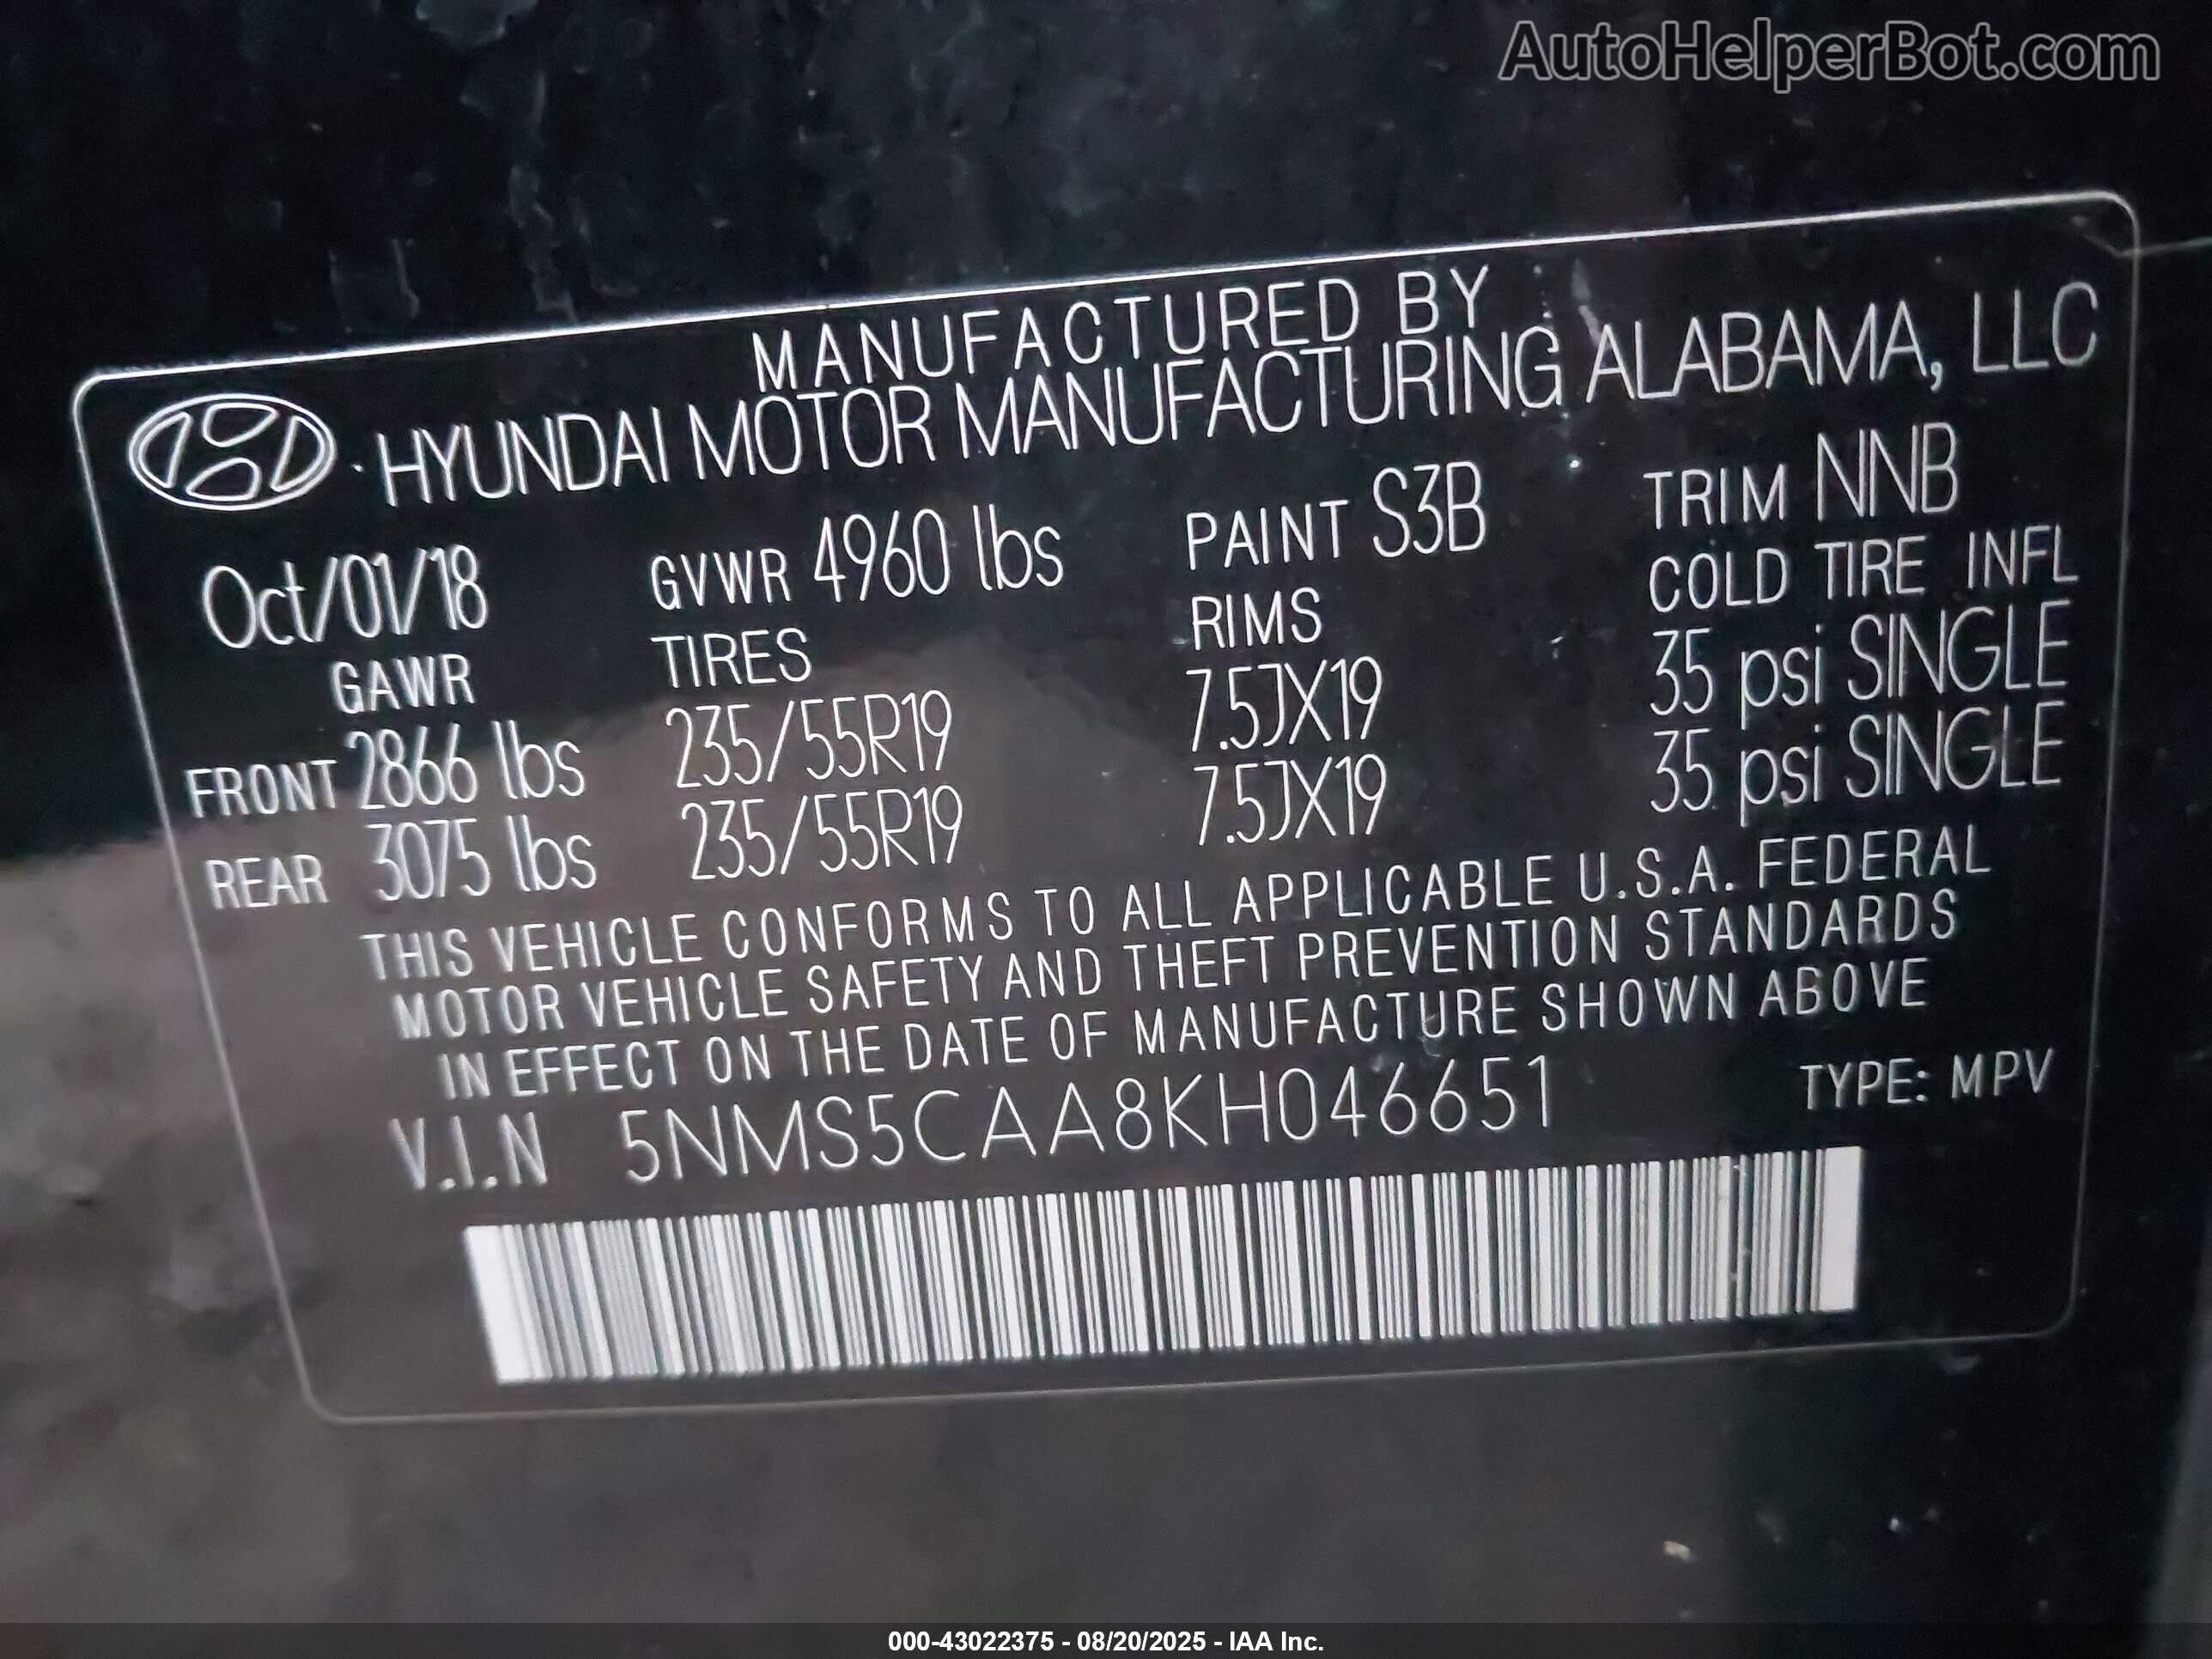 AutoHelperBot.com
MANUFACTURED BY
HYUNDAI MOTOR MANUFACTURING ALABAMA, LLC
Oct/01/18 GVWR 4960 lbs PAINT S3B TRIM NNB
GAWR TIRES RIMS COLD TIRE INFL
FRONT 2866 lbs 235/55R19 7.5JX19 35 psi SINGLE
REAR 3075 lbs 235/55R19 7.5JX19 35 psi SINGLE
THIS VEHICLE CONFORMS TO ALL APPLICABLE U.S.A. FEDERAL
MOTOR VEHICLE SAFETY AND THEFT PREVENTION STANDARDS
IN EFFECT ON THE DATE OF MANUFACTURE SHOWN ABOVE
V.I.N 5NMS5CAA8KH046651 TYPE: MPV
000-43022375 - 08/20/2025 - IAA Inc.